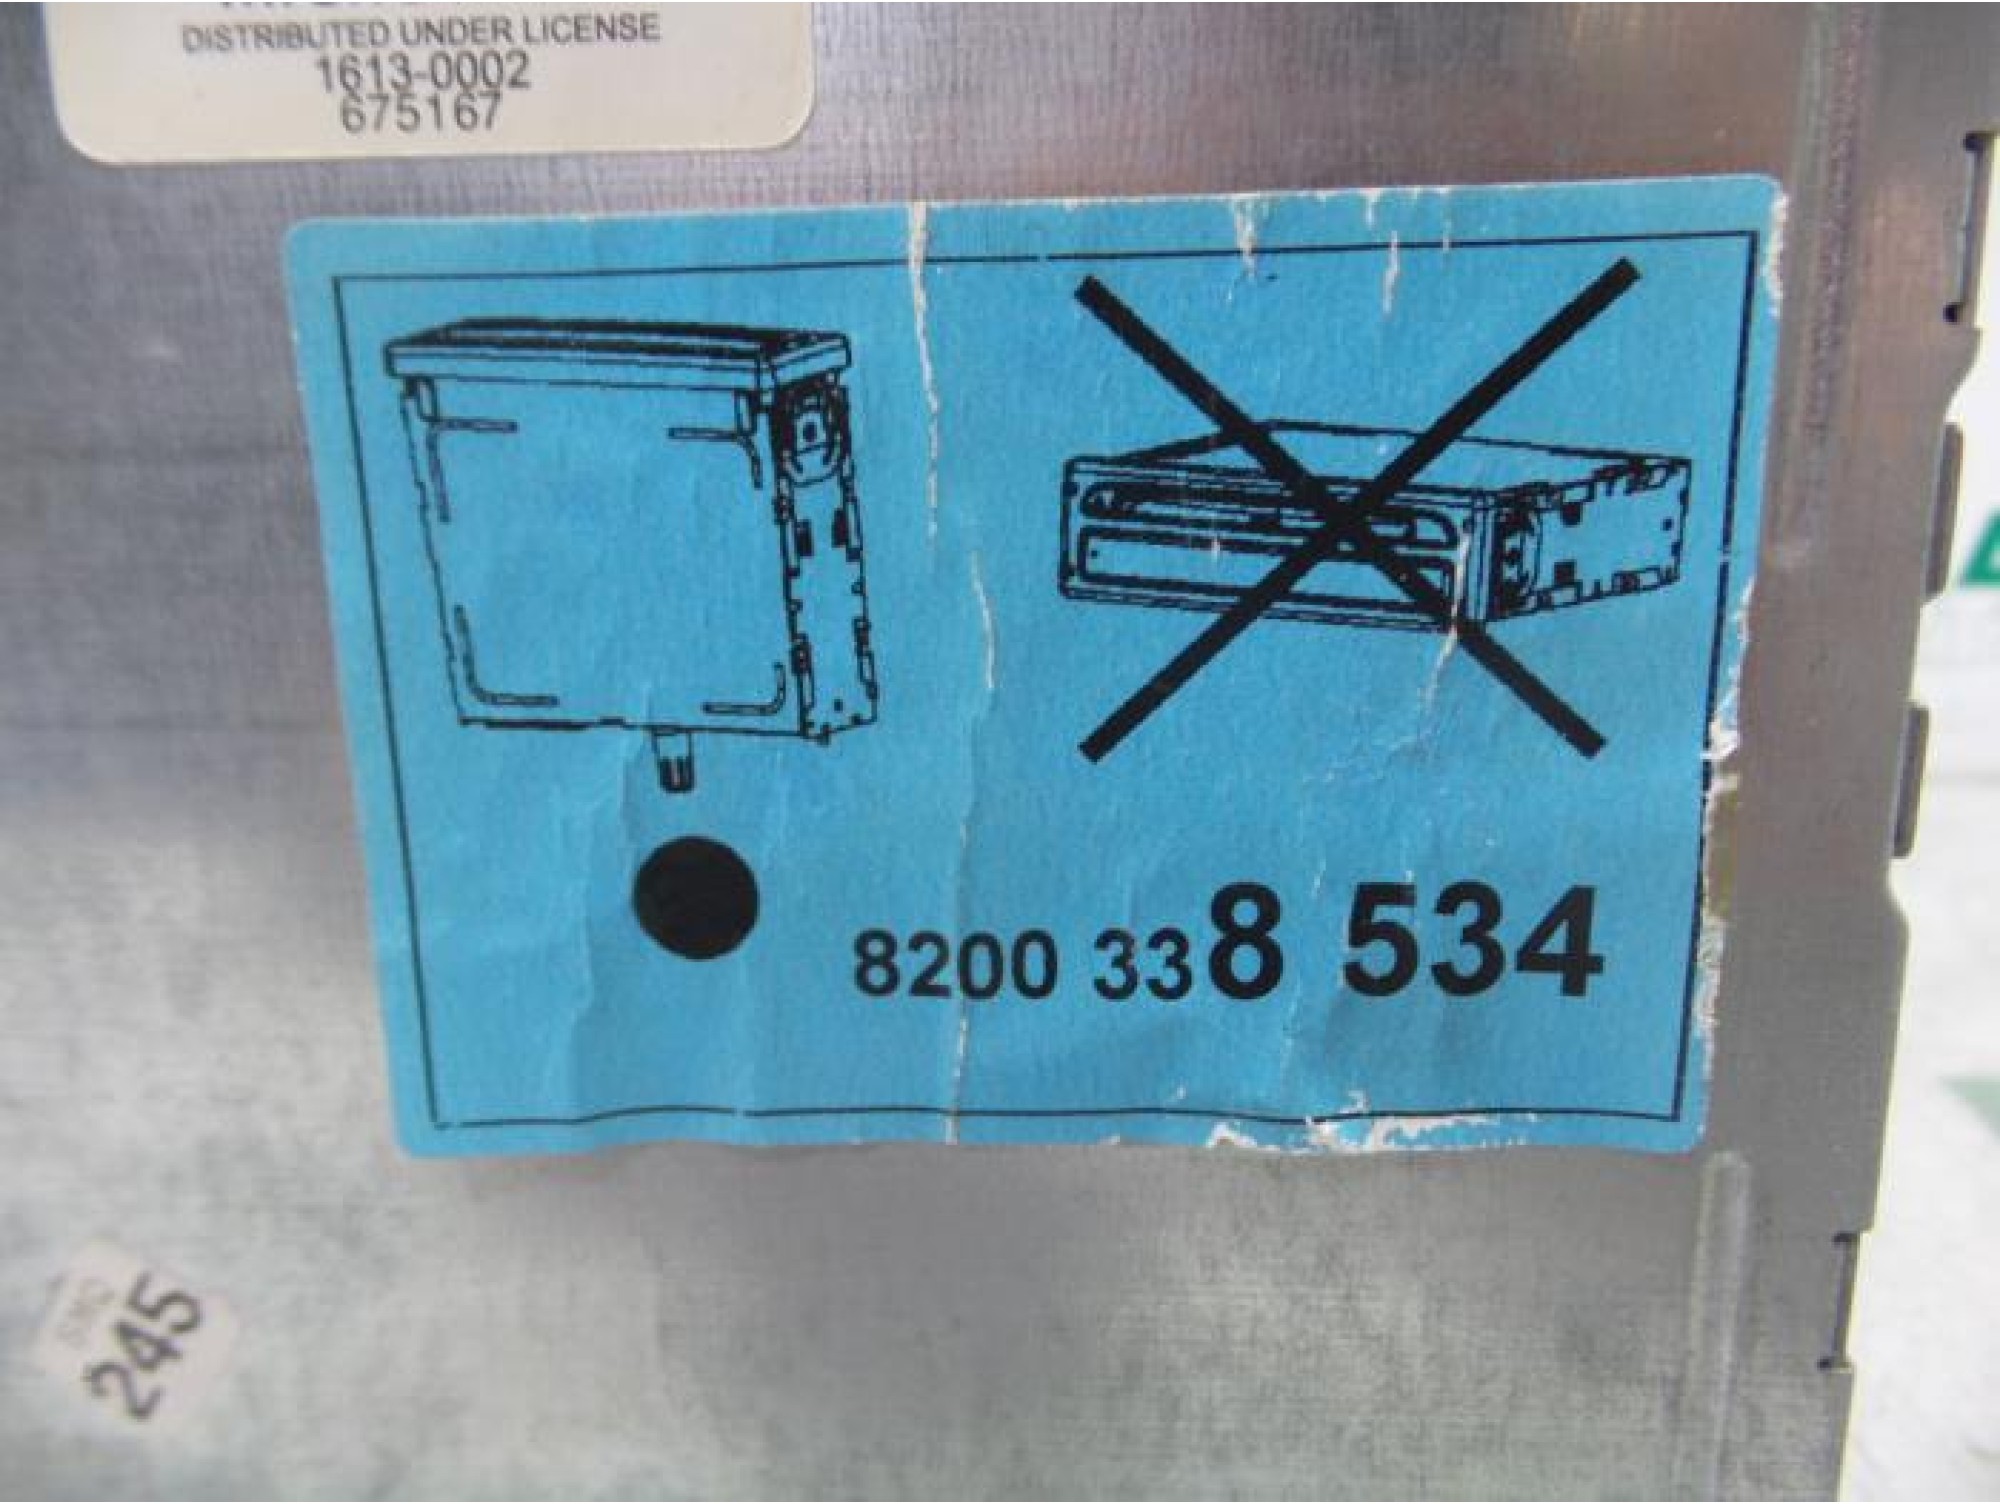 DISTRIBUTED UNDER LICENSE
1613-0002
675167
8200 338 534
245